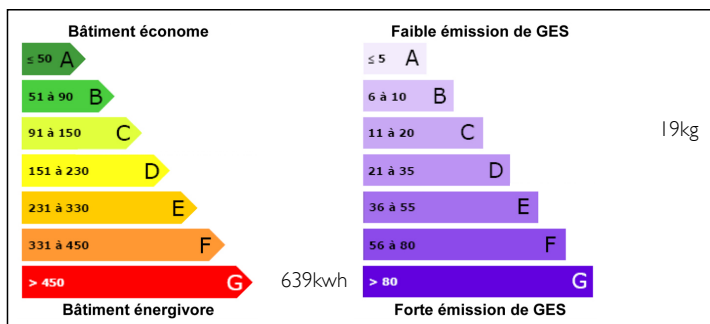 Bâtiment économe
≤ 50 A
51 à 90 B
91 à 150 C
151 à 230 D
231 à 330 E
331 à 450 F
> 450 G 639kwh
Bâtiment énergivore
Faible émission de GES
≤ 5 A
6 à 10 B
11 à 20 C 19kg
21 à 35 D
36 à 55 E
56 à 80 F
> 80 G
Forte émission de GES